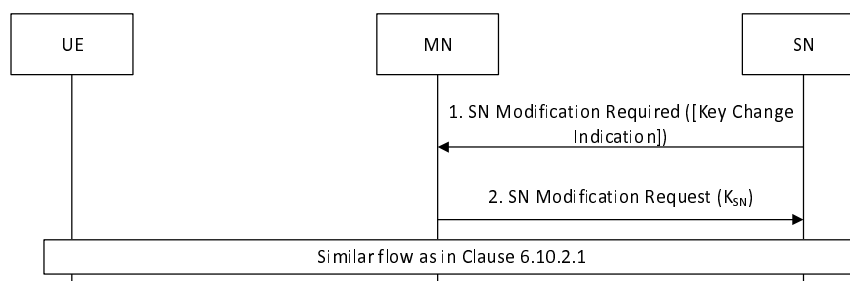 UE
MN
SN
1. SN Modification Required ([Key Change
Indication])
2. SN Modification Request (K_SN)
Similar flow as in Clause 6.10.2.1